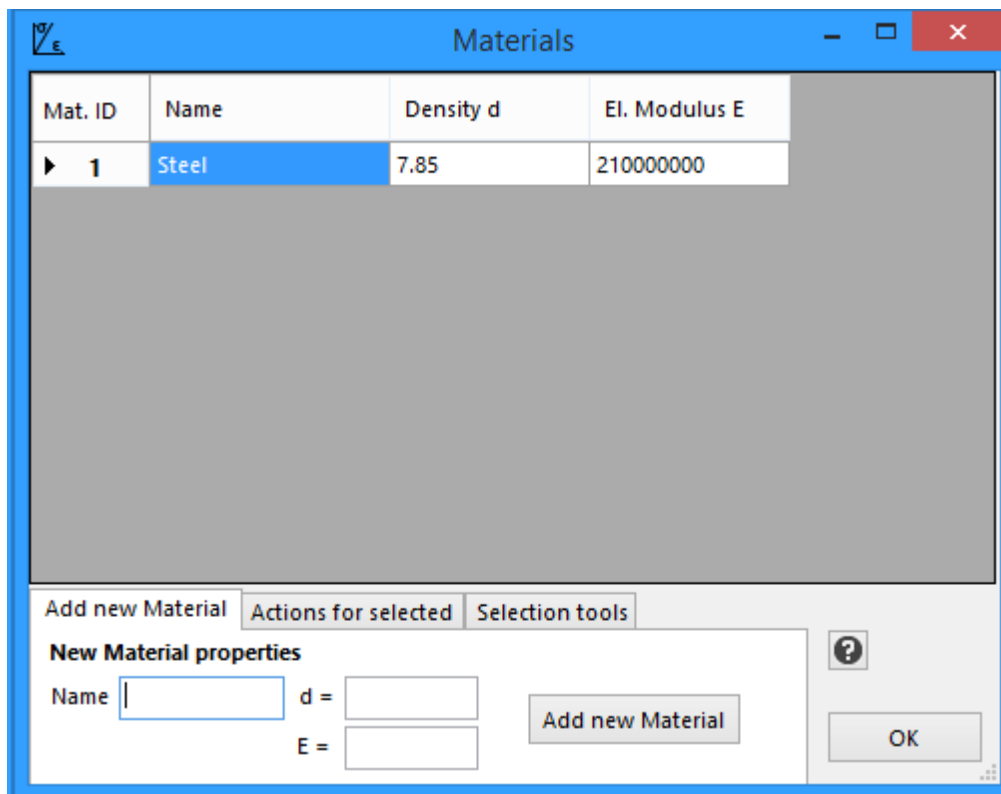 σ/ε Materials
Mat. ID Name Density d El. Modulus E
1 Steel 7.85 210000000
Add new Material Actions for selected Selection tools
New Material properties
Name d =
E =
Add new Material
?
OK